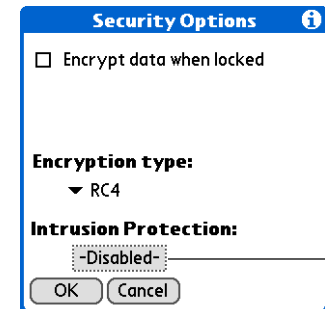 Security Options
Encrypt data when locked
Encryption type:
RC4
Intrusion Protection:
-Disabled-
OK Cancel